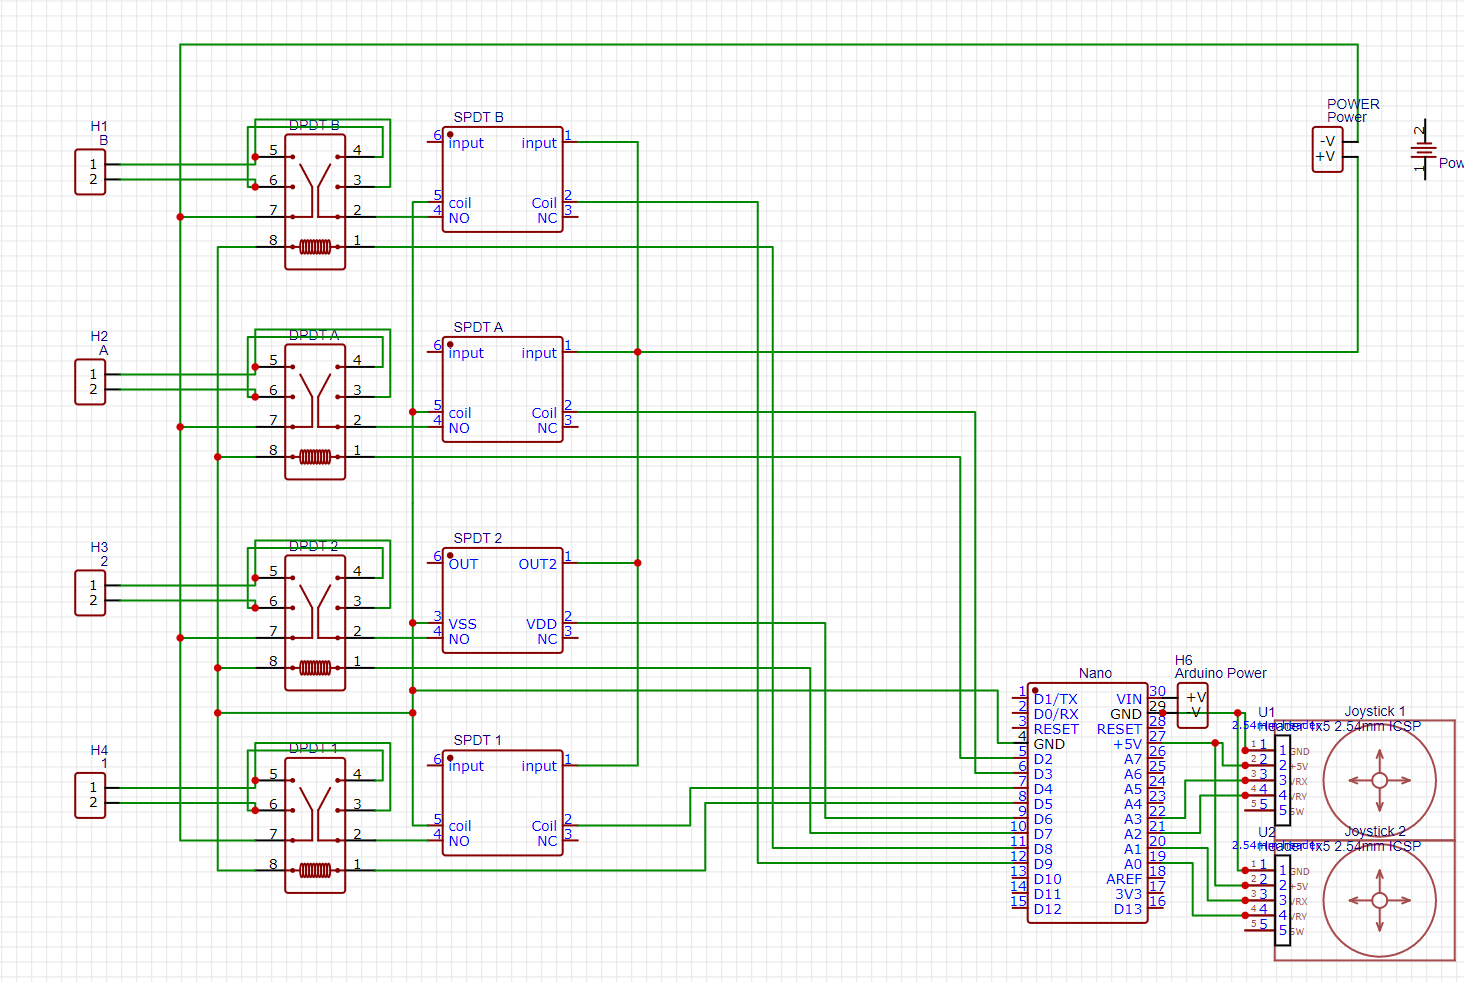 POWER
Power
-V
+V
2
1
Pow
H1
B
1
2
DPDT B
5
4
6
3
7
2
8
1
SPDT B
6
input
input
1
5
coil
Coil
2
4
NO
NC
3
H2
A
1
2
DPDT A
5
4
6
3
7
2
8
1
SPDT A
6
input
input
1
5
coil
Coil
2
4
NO
NC
3
H3
2
1
2
DPDT 2
5
4
6
3
7
2
8
1
SPDT 2
6
OUT
OUT2
1
3
VSS
VDD
2
4
NO
NC
3
H4
1
1
2
DPDT 1
5
4
6
3
7
2
8
1
SPDT 1
6
input
input
1
5
coil
Coil
2
4
NO
NC
3
Nano
1 D1/TX VIN 30
2 D0/RX GND 29
3 RESET RESET 28
4 GND +5V 27
5 D2 A7 26
6 D3 A6 25
7 D4 A5 24
8 D5 A4 23
9 D6 A3 22
10 D7 A2 21
11 D8 A1 20
12 D9 A0 19
13 D10 AREF 18
14 D11 3V3 17
15 D12 D13 16
H6
Arduino Power
+V
-V
U1
Joystick 1
Header 1x5 2.54mm ICSP
1 1 1 GND
2 2 2 +5V
3 3 3 VRX
4 4 4 VRY
5 5 5 SW
U2
Joystick 2
Header 1x5 2.54mm ICSP
1 1 1 GND
2 2 2 +5V
3 3 3 VRX
4 4 4 VRY
5 5 5 SW